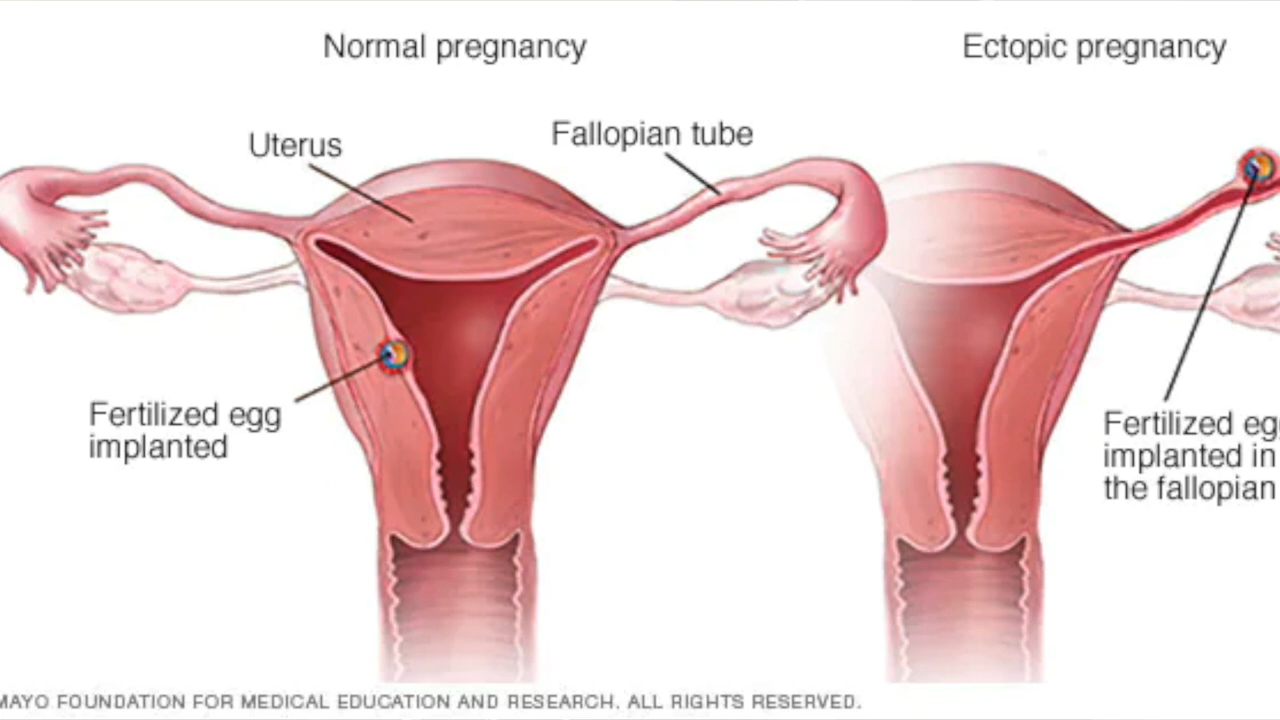 Normal pregnancy
Ectopic pregnancy
Uterus
Fallopian tube
Fertilized egg
implanted
Fertilized eg
implanted in
the fallopian
MAYO FOUNDATION FOR MEDICAL EDUCATION AND RESEARCH. ALL RIGHTS RESERVED.